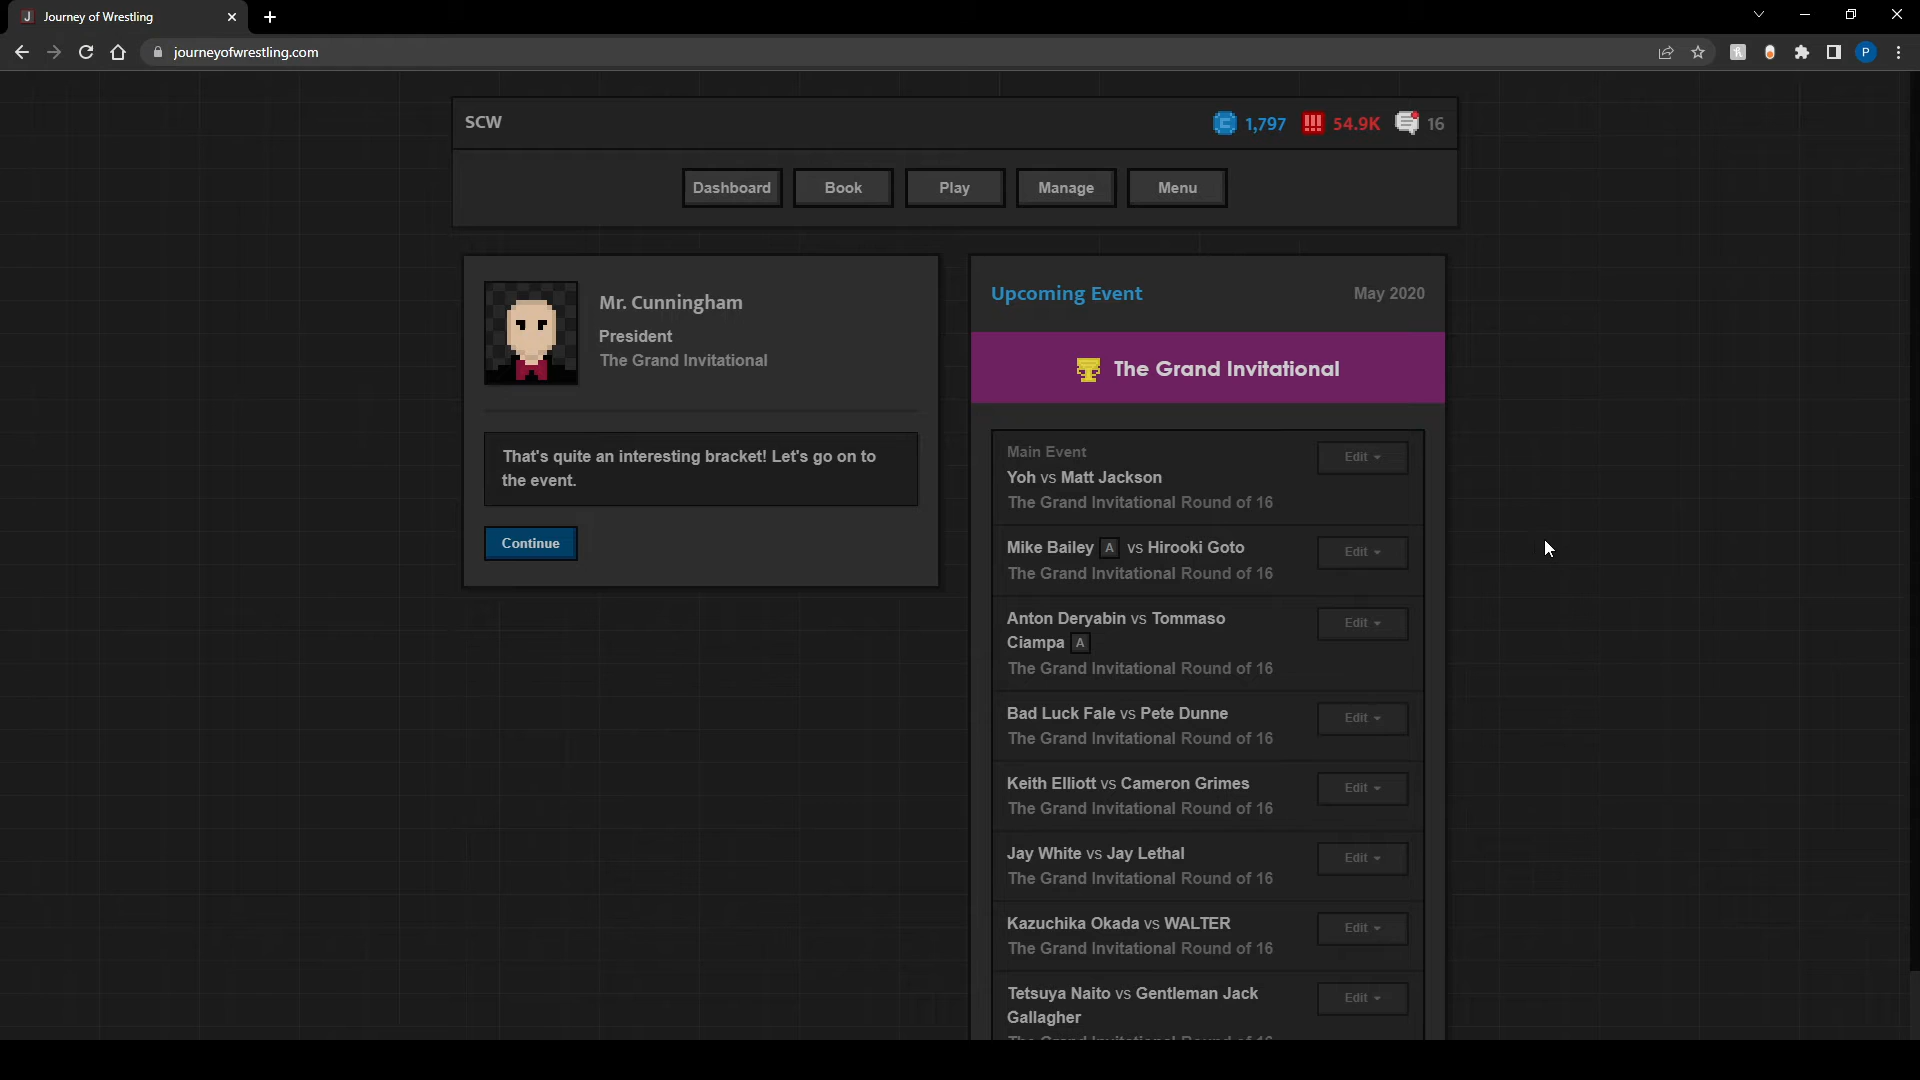 Journey of Wrestling
journeyofwrestling.com
P
SCW
1,797
54.9K
16
Dashboard
Book
Play
Manage
Menu
Mr. Cunningham
President
The Grand Invitational
That's quite an interesting bracket! Let's go on to
the event.
Continue
Upcoming Event
May 2020
The Grand Invitational
Main Event
Edit
Yoh vs Matt Jackson
The Grand Invitational Round of 16
Mike Bailey A vs Hirooki Goto
Edit
The Grand Invitational Round of 16
Anton Deryabin vs Tommaso
Edit
Ciampa A
The Grand Invitational Round of 16
Bad Luck Fale vs Pete Dunne
Edit
The Grand Invitational Round of 16
Keith Elliott vs Cameron Grimes
Edit
The Grand Invitational Round of 16
Jay White vs Jay Lethal
Edit
The Grand Invitational Round of 16
Kazuchika Okada vs WALTER
Edit
The Grand Invitational Round of 16
Tetsuya Naito vs Gentleman Jack
Edit
Gallagher
The Grand Invitational Round of 16